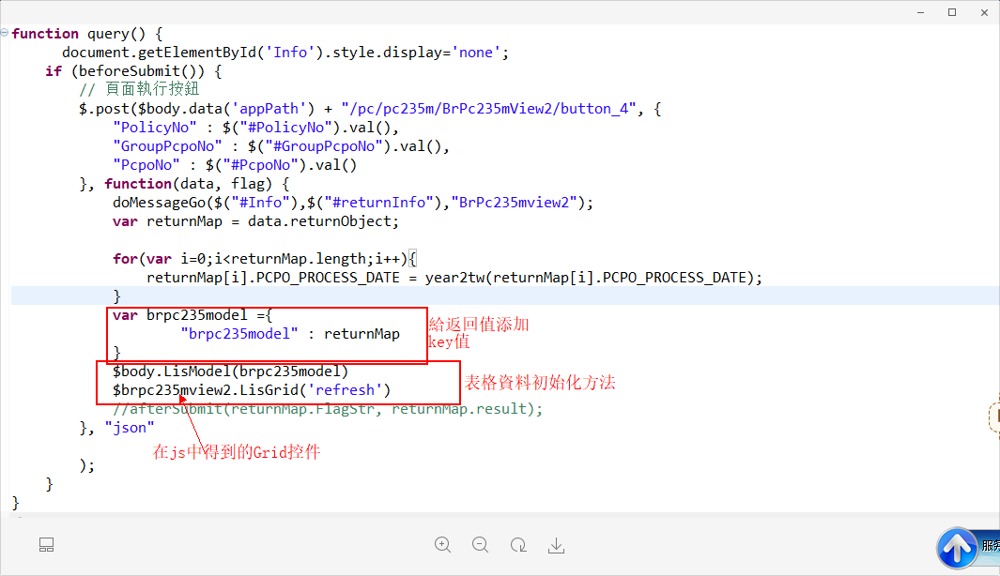 function query() {
document.getElementById('Info').style.display='none';
if (beforeSubmit()) {
// 頁面執行按鈕
$.post($body.data('appPath') + "/pc/pc235m/BrPc235mView2/button_4", {
"PolicyNo" : $("#PolicyNo").val(),
"GroupPcpoNo" : $("#GroupPcpoNo").val(),
"PcpoNo" : $("#PcpoNo").val()
}, function(data, flag) {
doMessageGo($("#Info"),$("#returnInfo"),"BrPc235mview2");
var returnMap = data.returnObject;
for(var i=0;i<returnMap.length;i++){
returnMap[i].PCPO_PROCESS_DATE = year2tw(returnMap[i].PCPO_PROCESS_DATE);
}
var brpc235model ={
"brpc235model" : returnMap
}
給返回值添加
key值
$body.LisModel(brpc235model)
$brpc235mview2.LisGrid('refresh')
表格資料初始化方法
//afterSubmit(returnMap.FlagStr, returnMap.result);
}, "json"
在js中得到的Grid控件
);
}
}